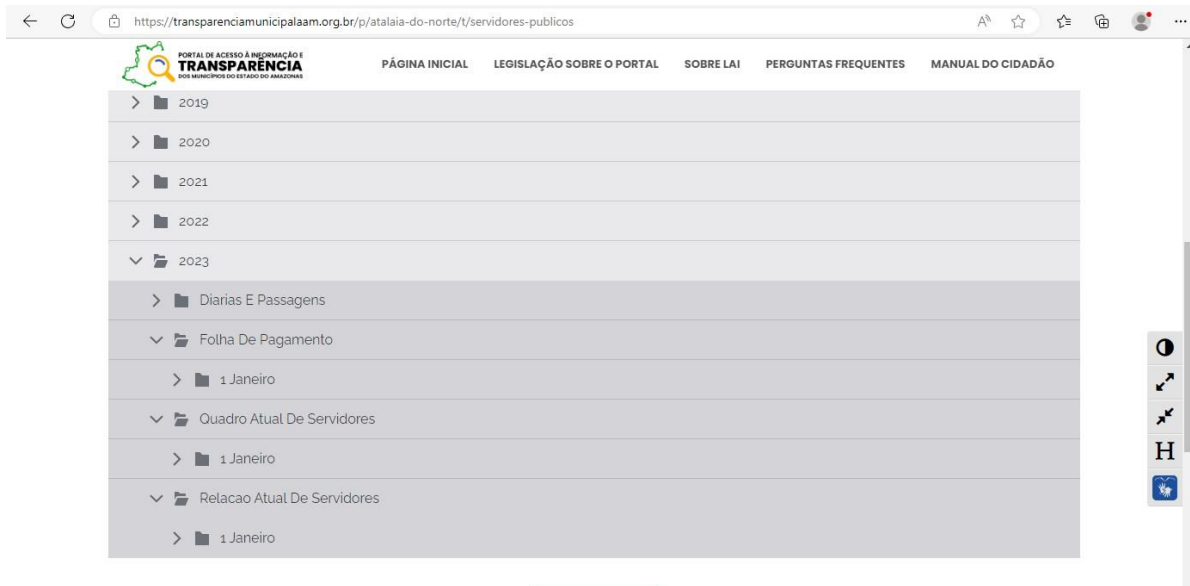 https://transparenciamunicipalaam.org.br/p/atalaia-do-norte/t/servidores-publicos
PORTAL DE ACESSO À INFORMAÇÃO E
TRANSPARÊNCIA
DOS MUNICÍPIOS DO ESTADO DO AMAZONAS
PÁGINA INICIAL LEGISLAÇÃO SOBRE O PORTAL SOBRE LAI PERGUNTAS FREQUENTES MANUAL DO CIDADÃO
2019
2020
2021
2022
2023
Diarias E Passagens
Folha De Pagamento
1 Janeiro
Quadro Atual De Servidores
1 Janeiro
Relacao Atual De Servidores
1 Janeiro
H